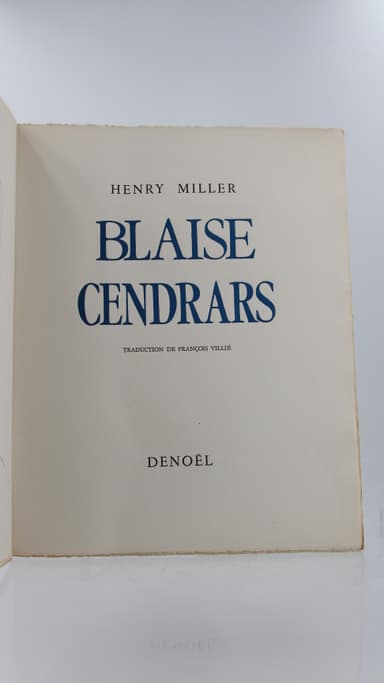 HENRY MILLER
BLAISE
CENDRARS
TRADUCTION DE FRANÇOIS VILLIÉ
DENOËL